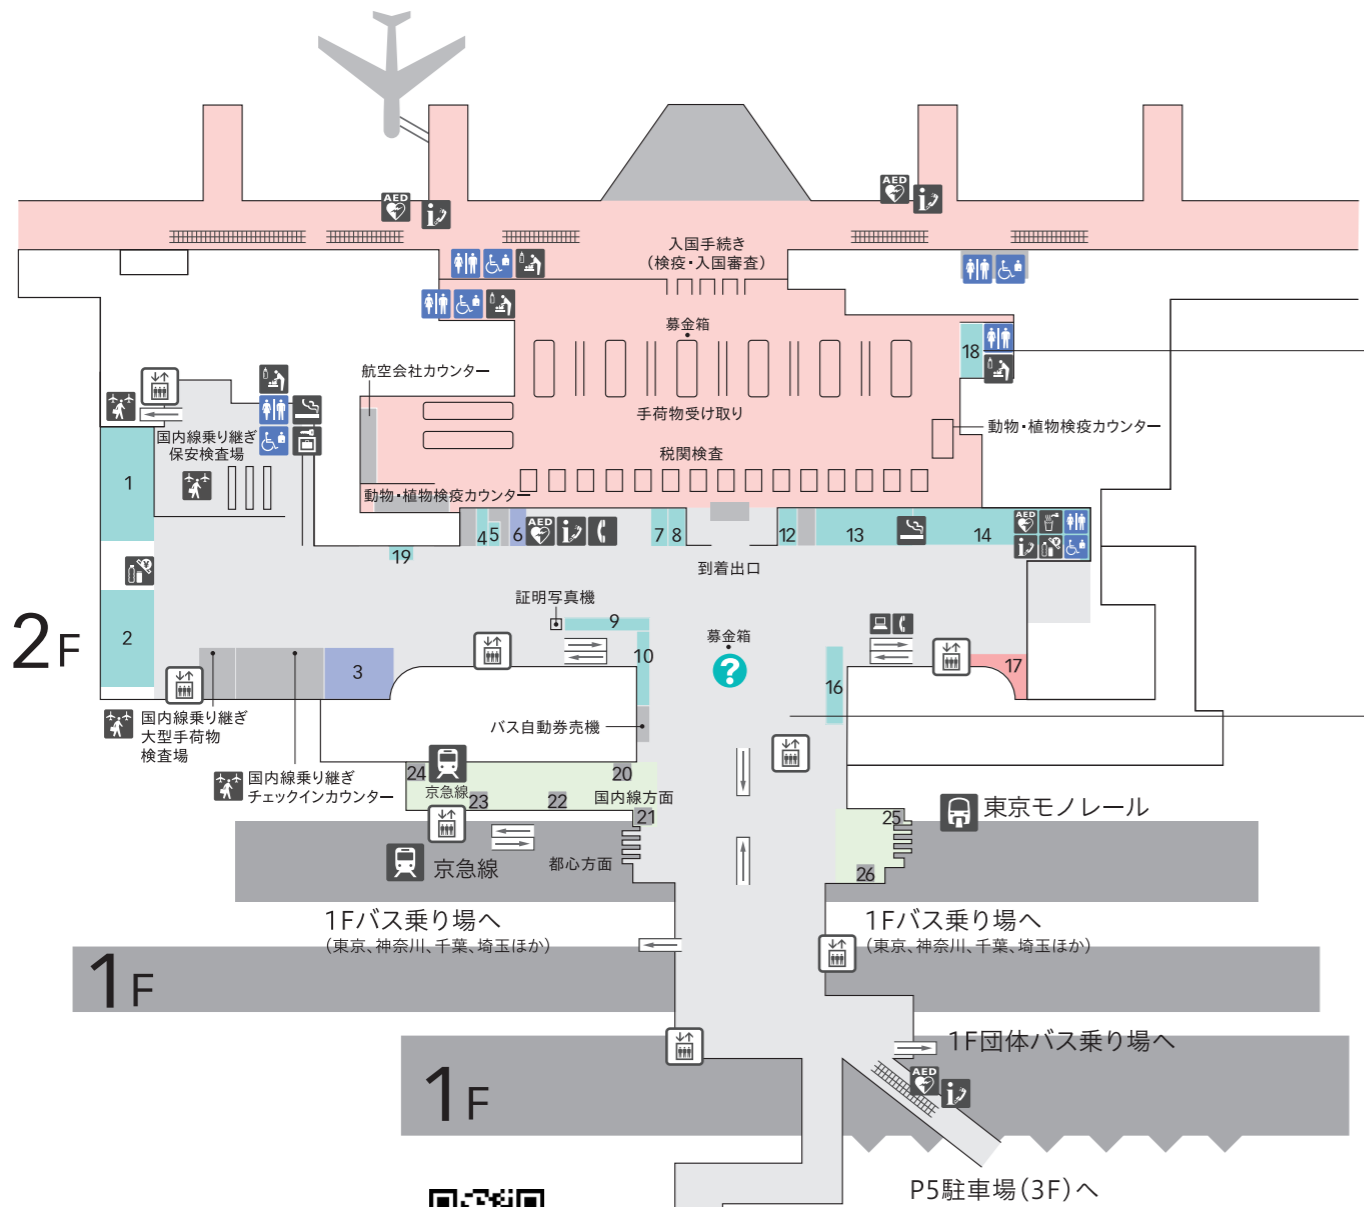 AED
AED
入国手続き
(検疫・入国審査)
募金箱
18
航空会社カウンター
手荷物受け取り
動物・植物検疫カウンター
国内線乗り継ぎ
保安検査場
税関検査
1
動物・植物検疫カウンター
4
5
6
AED
7
8
12
13
14
AED
19
到着出口
証明写真機
9
募金箱
?
2F
2
10
3
16
17
国内線乗り継ぎ
大型手荷物
検査場
バス自動券売機
国内線乗り継ぎ
チェックインカウンター
24
京急線
23
22
20
国内線方面
21
25
東京モノレール
京急線
都心方面
26
1Fバス乗り場へ
(東京、神奈川、千葉、埼玉ほか)
1Fバス乗り場へ
(東京、神奈川、千葉、埼玉ほか)
1F
1F団体バス乗り場へ
1F
AED
P5駐車場(3F)へ